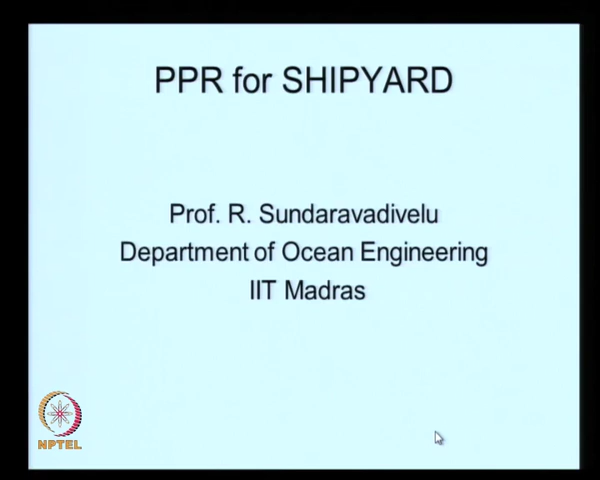 PPR for SHIPYARD
Prof. R. Sundaravadivelu
Department of Ocean Engineering
IIT Madras
NPTEL